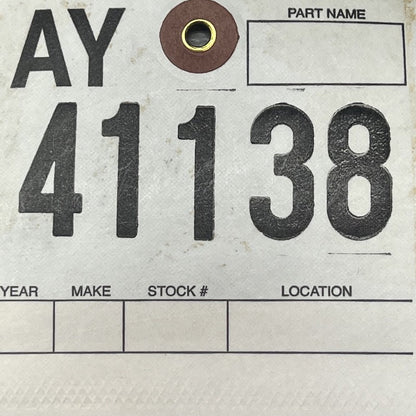 AY PART NAME
41138
YEAR MAKE STOCK # LOCATION